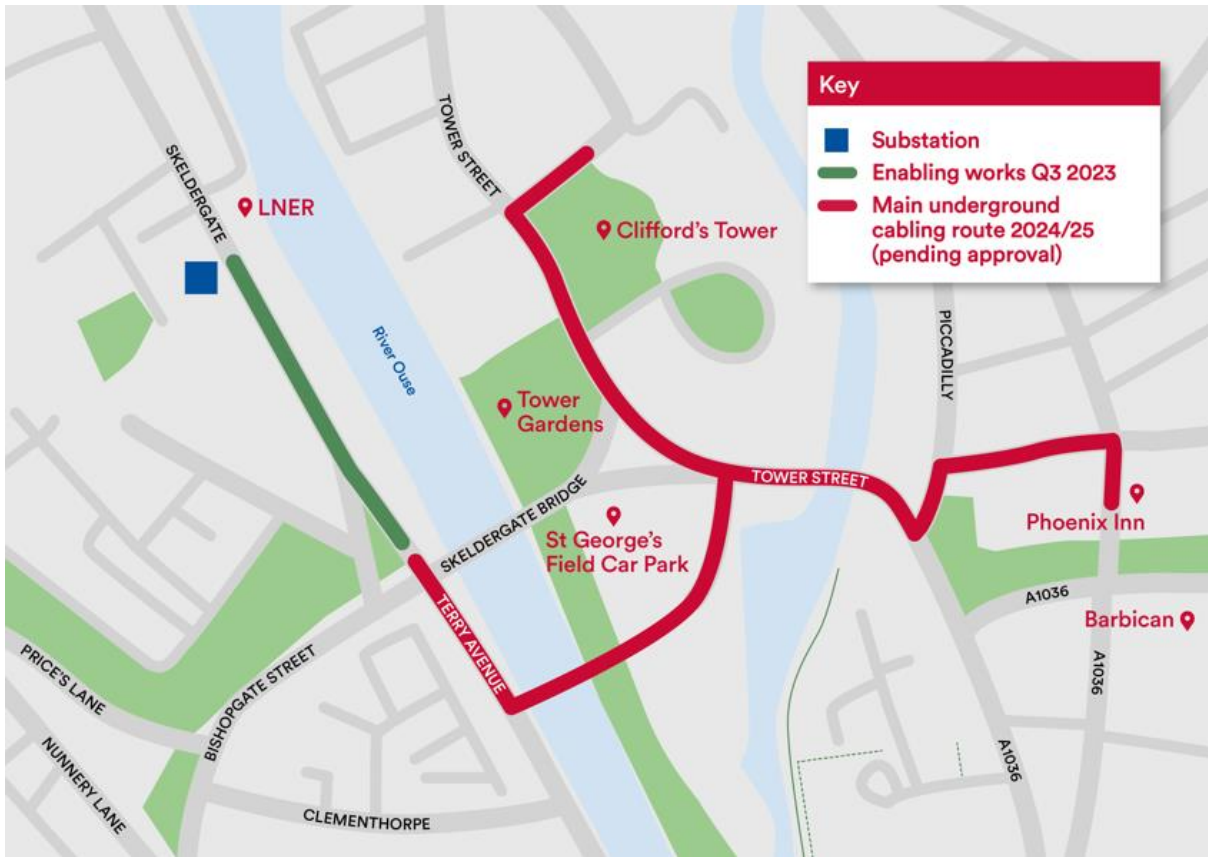 Key
Substation
Enabling works Q3 2023
Main underground
cabling route 2024/25
(pending approval)
TOWER STREET
SKELDERGATE
LNER
Clifford's Tower
River Ouse
PICCADILLY
Tower
Gardens
TOWER STREET
SKELDERGATE BRIDGE
St George's
Field Car Park
Phoenix Inn
A1036
Barbican
TERRY AVENUE
A1036
PRICE'S LANE
BISHOPGATE STREET
NUNNERY LANE
A1036
CLEMENTHORPE